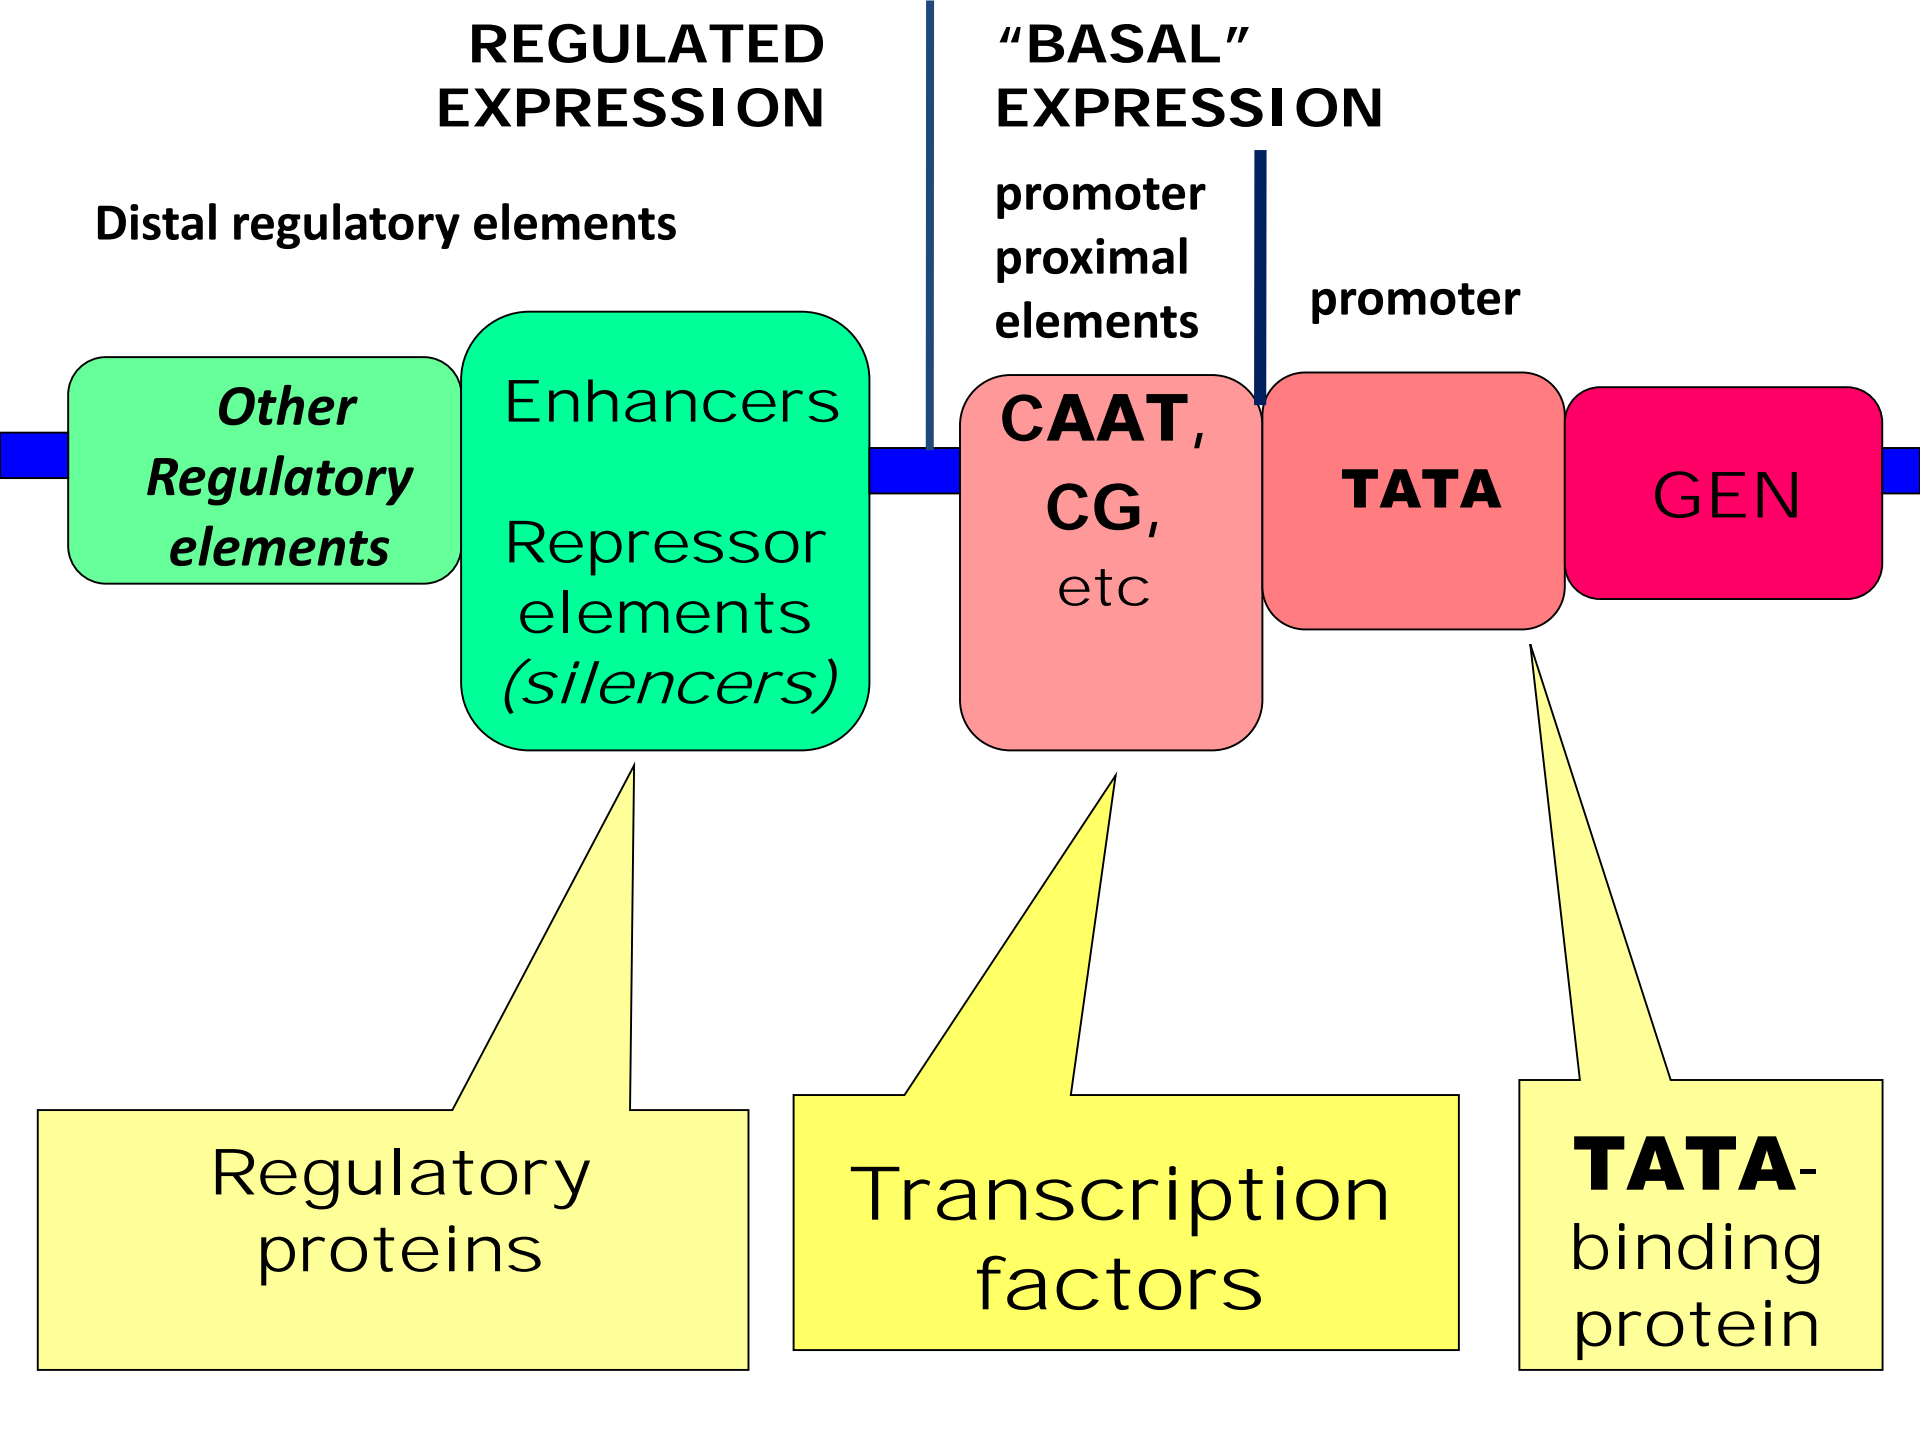 REGULATED
EXPRESSION
“BASAL”
EXPRESSION
Distal regulatory elements
promoter
proximal
elements
promoter
Other
Regulatory
elements
Enhancers
Repressor
elements
(silencers)
CAAT,
CG,
etc
TATA
GEN
Regulatory
proteins
Transcription
factors
TATA-
binding
protein